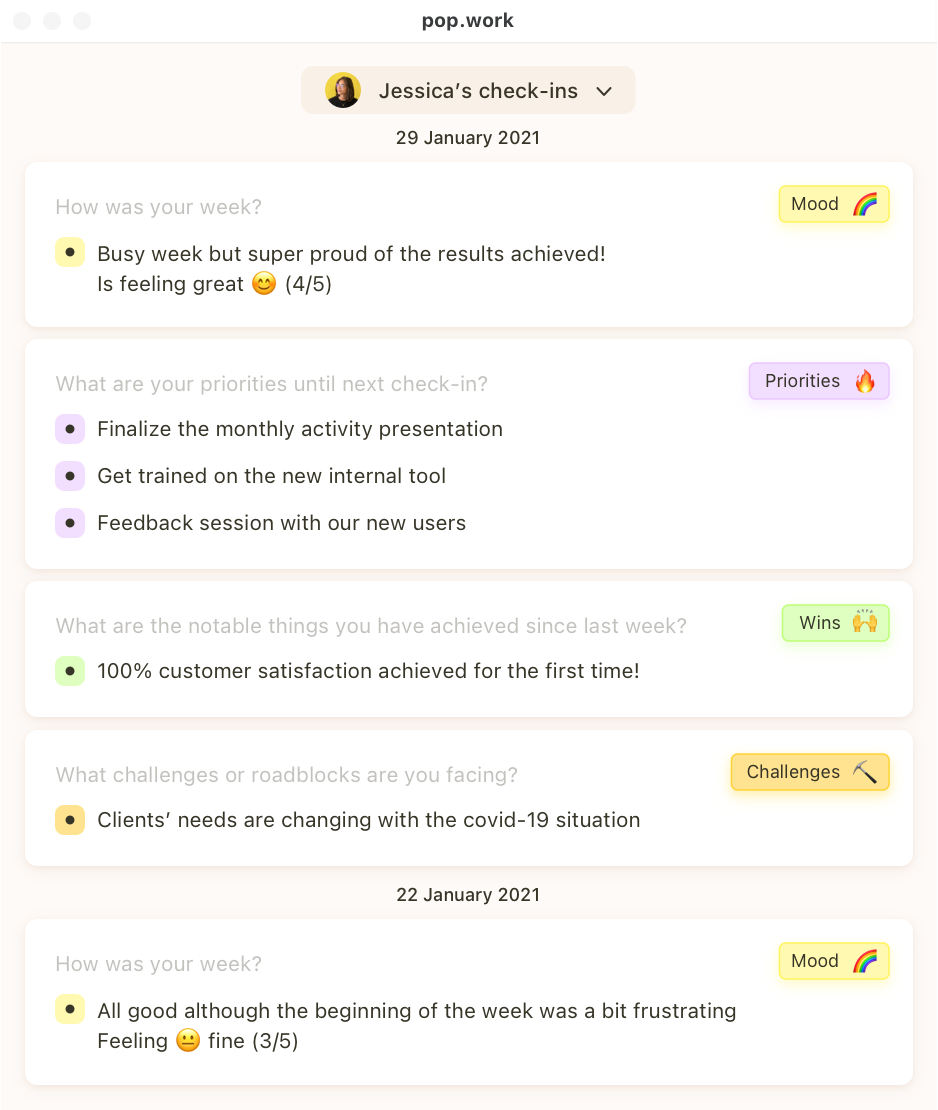 pop.work
Jessica’s check-ins
29 January 2021
How was your week?
Mood 🌈
Busy week but super proud of the results achieved!
Is feeling great 😊 (4/5)
What are your priorities until next check-in?
Priorities 🔥
Finalize the monthly activity presentation
Get trained on the new internal tool
Feedback session with our new users
What are the notable things you have achieved since last week?
Wins 🙌
100% customer satisfaction achieved for the first time!
What challenges or roadblocks are you facing?
Challenges ⛏
Clients’ needs are changing with the covid-19 situation
22 January 2021
How was your week?
Mood 🌈
All good although the beginning of the week was a bit frustrating
Feeling 😐 fine (3/5)